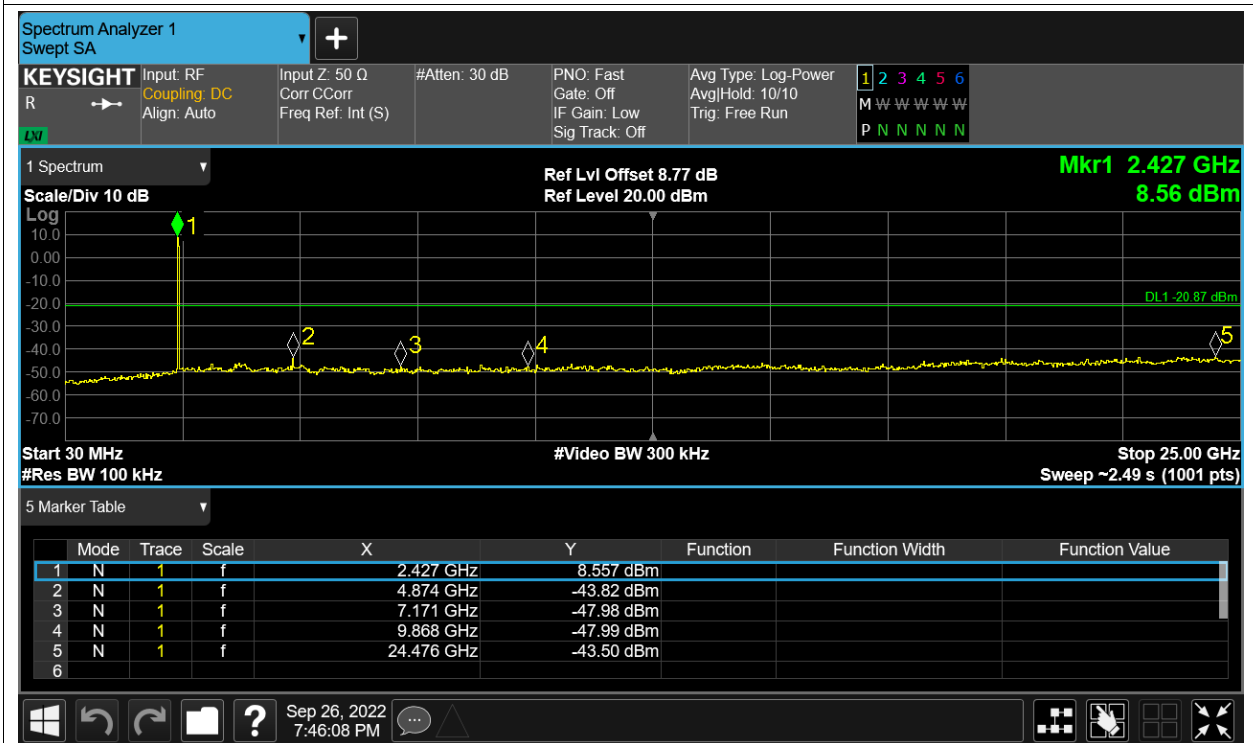 Spectrum Analyzer 1
Swept SA
KEYSIGHT Input: RF Input Z: 50 Ω #Atten: 30 dB PNO: Fast Avg Type: Log-Power 1 2 3 4 5 6
R Coupling: DC Corr CCorr Gate: Off Avg|Hold: 10/10 M W W W W W
Align: Auto Freq Ref: Int (S) IF Gain: Low Trig: Free Run
LXI Sig Track: Off P N N N N N
1 Spectrum Ref Lvl Offset 8.77 dB Mkr1 2.427 GHz
Scale/Div 10 dB Ref Level 20.00 dBm 8.56 dBm
Log
1
10.0
0.00
-10.0
-20.0 DL1 -20.87 dBm
-30.0
2 3 4 5
-40.0
-50.0
-60.0
-70.0
Start 30 MHz #Video BW 300 kHz Stop 25.00 GHz
#Res BW 100 kHz Sweep ~2.49 s (1001 pts)
5 Marker Table
Mode Trace Scale X Y Function Function Width Function Value
1 N 1 f 2.427 GHz 8.557 dBm
2 N 1 f 4.874 GHz -43.82 dBm
3 N 1 f 7.171 GHz -47.98 dBm
4 N 1 f 9.868 GHz -47.99 dBm
5 N 1 f 24.476 GHz -43.50 dBm
6
? Sep 26, 2022
7:46:08 PM